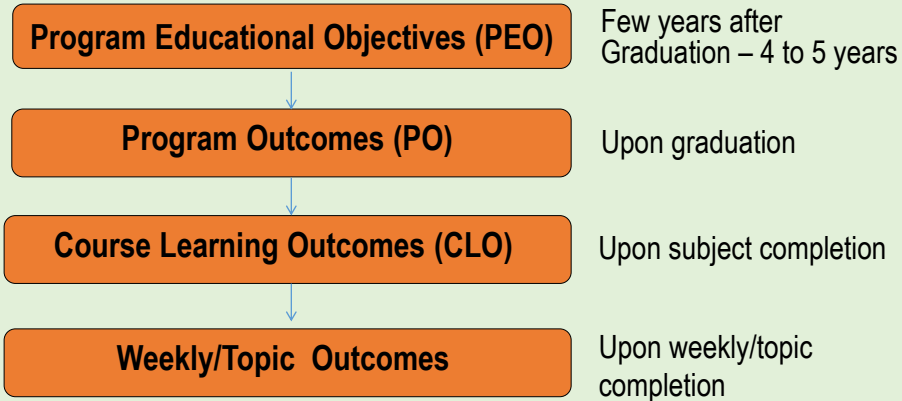 Program Educational Objectives (PEO)
Few years after
Graduation – 4 to 5 years
Program Outcomes (PO)
Upon graduation
Course Learning Outcomes (CLO)
Upon subject completion
Weekly/Topic Outcomes
Upon weekly/topic
completion